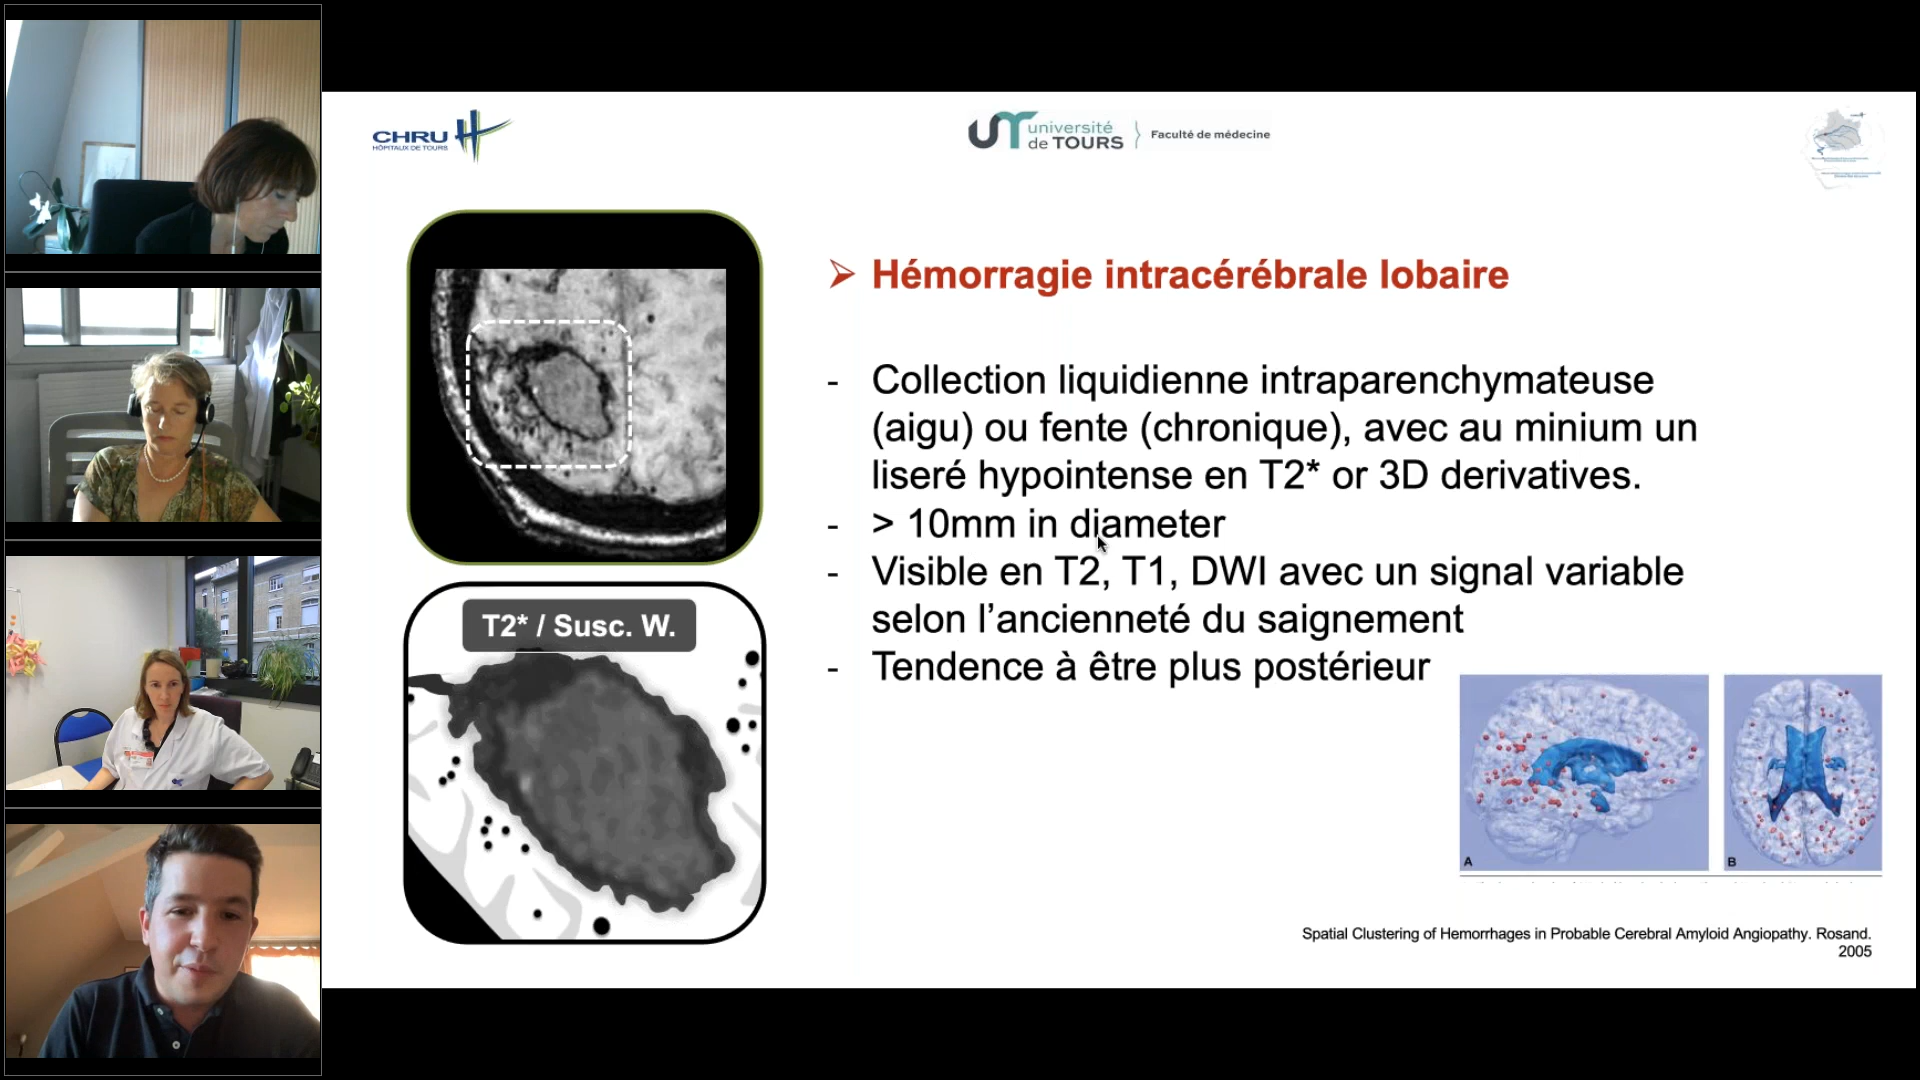 CHRU
HÔPITAUX DE TOURS
université
de TOURS
Faculté de médecine
➢ Hémorragie intracérébrale lobaire
- Collection liquidienne intraparenchymateuse
(aigu) ou fente (chronique), avec au minium un
liseré hypointense en T2* or 3D derivatives.
- > 10mm in diameter
- Visible en T2, T1, DWI avec un signal variable
selon l’ancienneté du saignement
- Tendence à être plus postérieur
T2* / Susc. W.
A
B
Spatial Clustering of Hemorrhages in Probable Cerebral Amyloid Angiopathy. Rosand.
2005